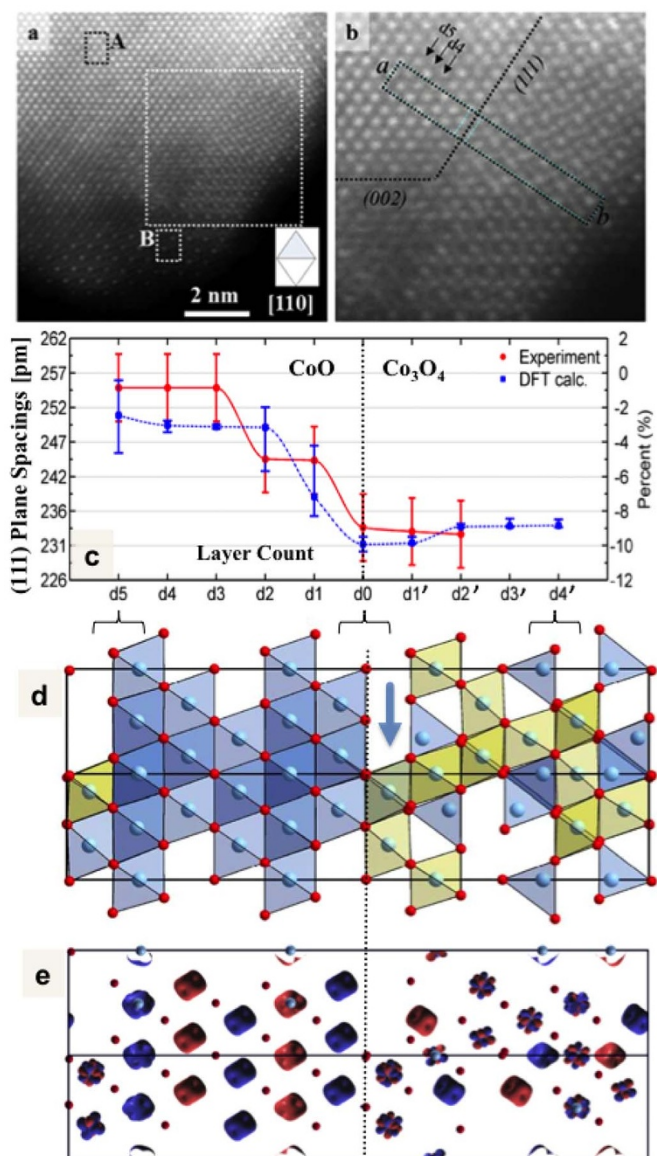 a
A
B
2 nm
[110]
b
d5
d4
a
(111)
(002)
b
(111) Plane Spacings [pm]
262
257
252
247
242
236
231
226
CoO
Co₃O₄
Experiment
DFT calc.
2
0
-2
-4
-6
-8
-10
-12
Percent (%)
c
Layer Count
d5 d4 d3 d2 d1 d0 d1′ d2′ d3′ d4′
d
e